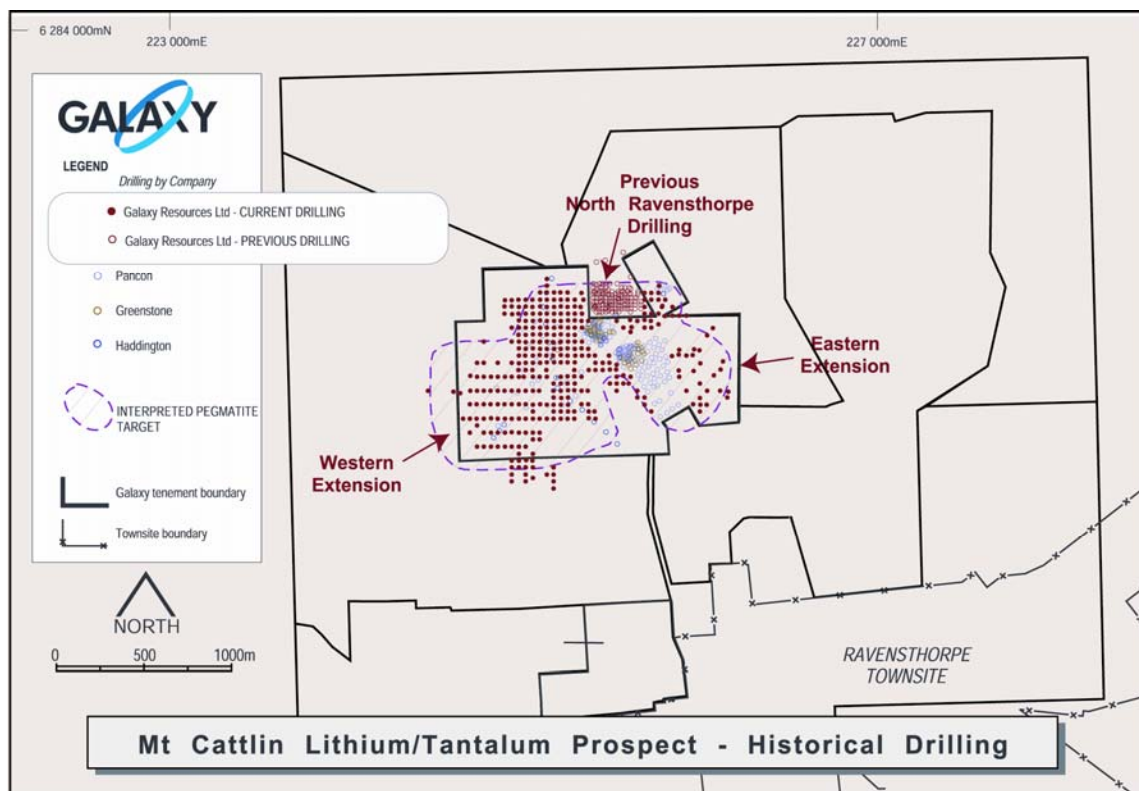 6 284 000mN
223 000mE
227 000mE
GALAXY
LEGEND
Drilling by Company
Galaxy Resources Ltd - CURRENT DRILLING
Galaxy Resources Ltd - PREVIOUS DRILLING
Pancon
Greenstone
Haddington
INTERPRETED PEGMATITE
TARGET
Galaxy tenement boundary
Townsite boundary
NORTH
0 500 1000m
Previous
North Ravensthorpe
Drilling
Eastern
Extension
Western
Extension
RAVENSTHORPE
TOWNSITE
Mt Cattlin Lithium/Tantalum Prospect - Historical Drilling